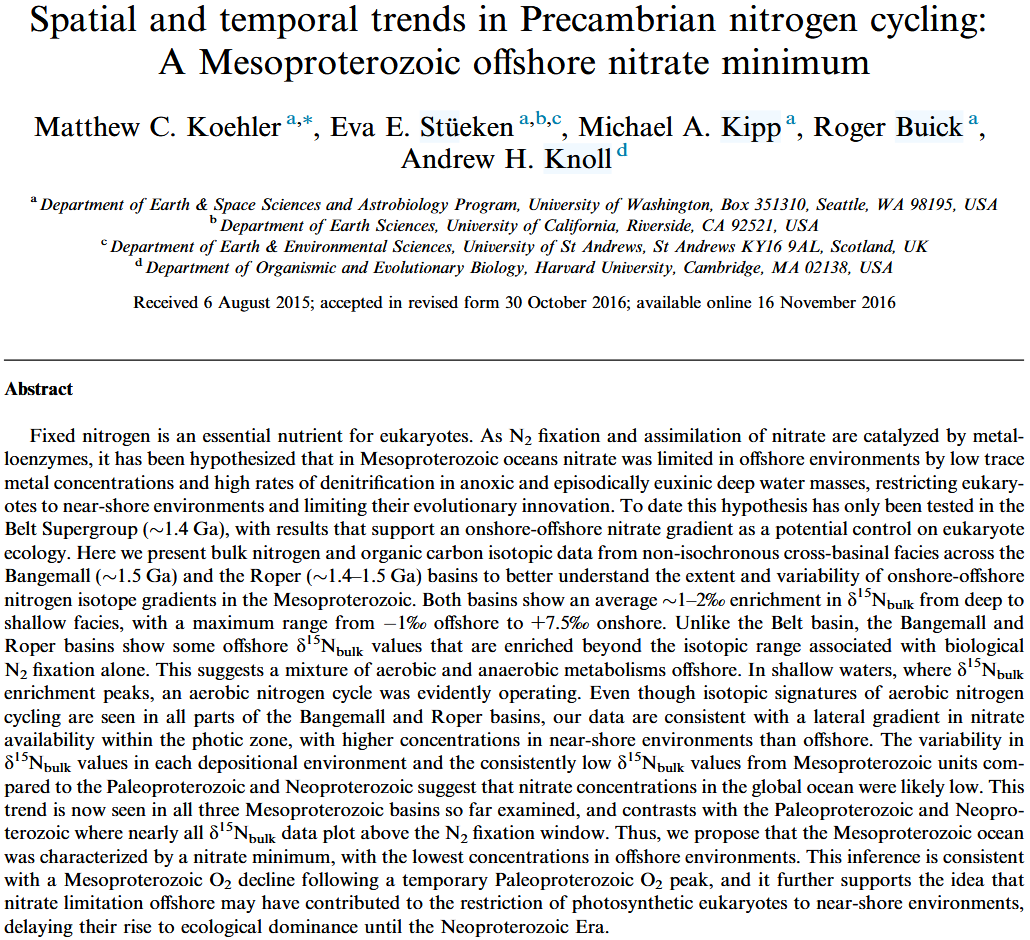 Spatial and temporal trends in Precambrian nitrogen cycling:
A Mesoproterozoic offshore nitrate minimum
Matthew C. Koehler a,*, Eva E. Stüeken a,b,c, Michael A. Kipp a, Roger Buick a,
Andrew H. Knoll d
a Department of Earth & Space Sciences and Astrobiology Program, University of Washington, Box 351310, Seattle, WA 98195, USA
b Department of Earth Sciences, University of California, Riverside, CA 92521, USA
c Department of Earth & Environmental Sciences, University of St Andrews, St Andrews KY16 9AL, Scotland, UK
d Department of Organismic and Evolutionary Biology, Harvard University, Cambridge, MA 02138, USA
Received 6 August 2015; accepted in revised form 30 October 2016; available online 16 November 2016
Abstract
Fixed nitrogen is an essential nutrient for eukaryotes. As N2 fixation and assimilation of nitrate are catalyzed by metal-
loenzymes, it has been hypothesized that in Mesoproterozoic oceans nitrate was limited in offshore environments by low trace
metal concentrations and high rates of denitrification in anoxic and episodically euxinic deep water masses, restricting eukary-
otes to near-shore environments and limiting their evolutionary innovation. To date this hypothesis has only been tested in the
Belt Supergroup (∼1.4 Ga), with results that support an onshore-offshore nitrate gradient as a potential control on eukaryote
ecology. Here we present bulk nitrogen and organic carbon isotopic data from non-isochronous cross-basinal facies across the
Bangemall (∼1.5 Ga) and the Roper (∼1.4–1.5 Ga) basins to better understand the extent and variability of onshore-offshore
nitrogen isotope gradients in the Mesoproterozoic. Both basins show an average ∼1–2‰ enrichment in δ15Nbulk from deep to
shallow facies, with a maximum range from −1‰ offshore to +7.5‰ onshore. Unlike the Belt basin, the Bangemall and
Roper basins show some offshore δ15Nbulk values that are enriched beyond the isotopic range associated with biological
N2 fixation alone. This suggests a mixture of aerobic and anaerobic metabolisms offshore. In shallow waters, where δ15Nbulk
enrichment peaks, an aerobic nitrogen cycle was evidently operating. Even though isotopic signatures of aerobic nitrogen
cycling are seen in all parts of the Bangemall and Roper basins, our data are consistent with a lateral gradient in nitrate
availability within the photic zone, with higher concentrations in near-shore environments than offshore. The variability in
δ15Nbulk values in each depositional environment and the consistently low δ15Nbulk values from Mesoproterozoic units com-
pared to the Paleoproterozoic and Neoproterozoic suggest that nitrate concentrations in the global ocean were likely low. This
trend is now seen in all three Mesoproterozoic basins so far examined, and contrasts with the Paleoproterozoic and Neopro-
terozoic where nearly all δ15Nbulk data plot above the N2 fixation window. Thus, we propose that the Mesoproterozoic ocean
was characterized by a nitrate minimum, with the lowest concentrations in offshore environments. This inference is consistent
with a Mesoproterozoic O2 decline following a temporary Paleoproterozoic O2 peak, and it further supports the idea that
nitrate limitation offshore may have contributed to the restriction of photosynthetic eukaryotes to near-shore environments,
delaying their rise to ecological dominance until the Neoproterozoic Era.